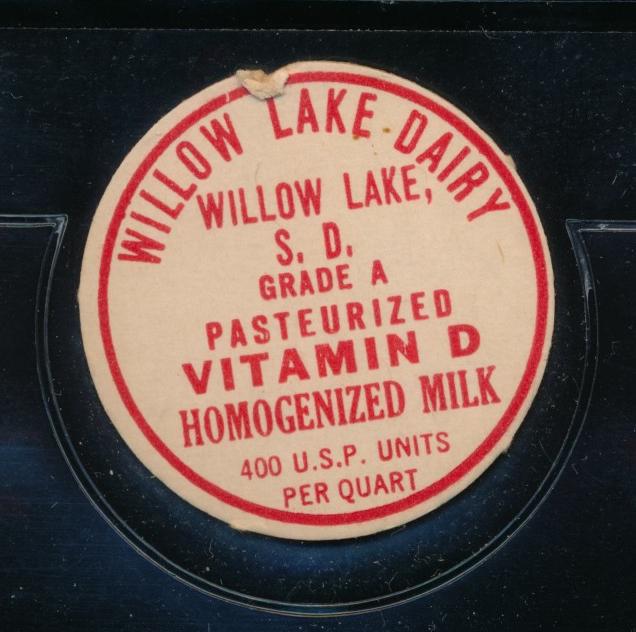 WILLOW LAKE DAIRY
WILLOW LAKE,
S. D.
GRADE A
PASTEURIZED
VITAMIN D
HOMOGENIZED MILK
400 U.S.P. UNITS
PER QUART